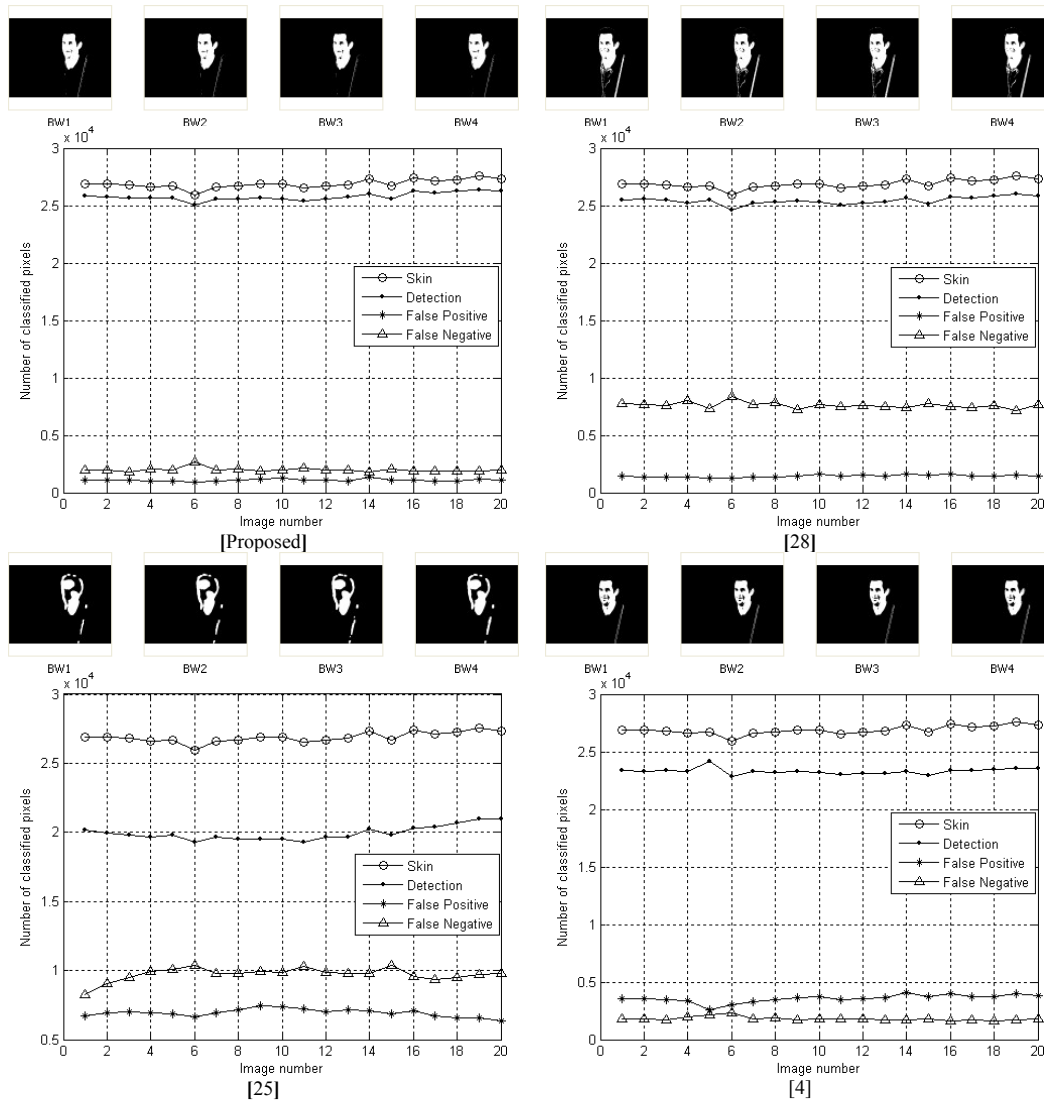 BW1 BW2 BW3 BW4 BW1 BW2 BW3 BW4
x 10^4
3
2.5
2
1.5
1
0.5
0
0 2 4 6 8 10 12 14 16 18 20
Number of classified pixels
Image number
Skin
Detection
False Positive
False Negative
[Proposed]
x 10^4
3
2.5
2
1.5
1
0.5
0
0 2 4 6 8 10 12 14 16 18 20
Number of classified pixels
Image number
Skin
Detection
False Positive
False Negative
[28]
BW1 BW2 BW3 BW4 BW1 BW2 BW3 BW4
x 10^4
3
2.5
2
1.5
1
0.5
0 2 4 6 8 10 12 14 16 18 20
Number of classified pixels
Image number
Skin
Detection
False Positive
False Negative
[25]
x 10^4
3
2.5
2
1.5
1
0.5
0
0 2 4 6 8 10 12 14 16 18 20
Number of classified pixels
Image number
Skin
Detection
False Positive
False Negative
[4]